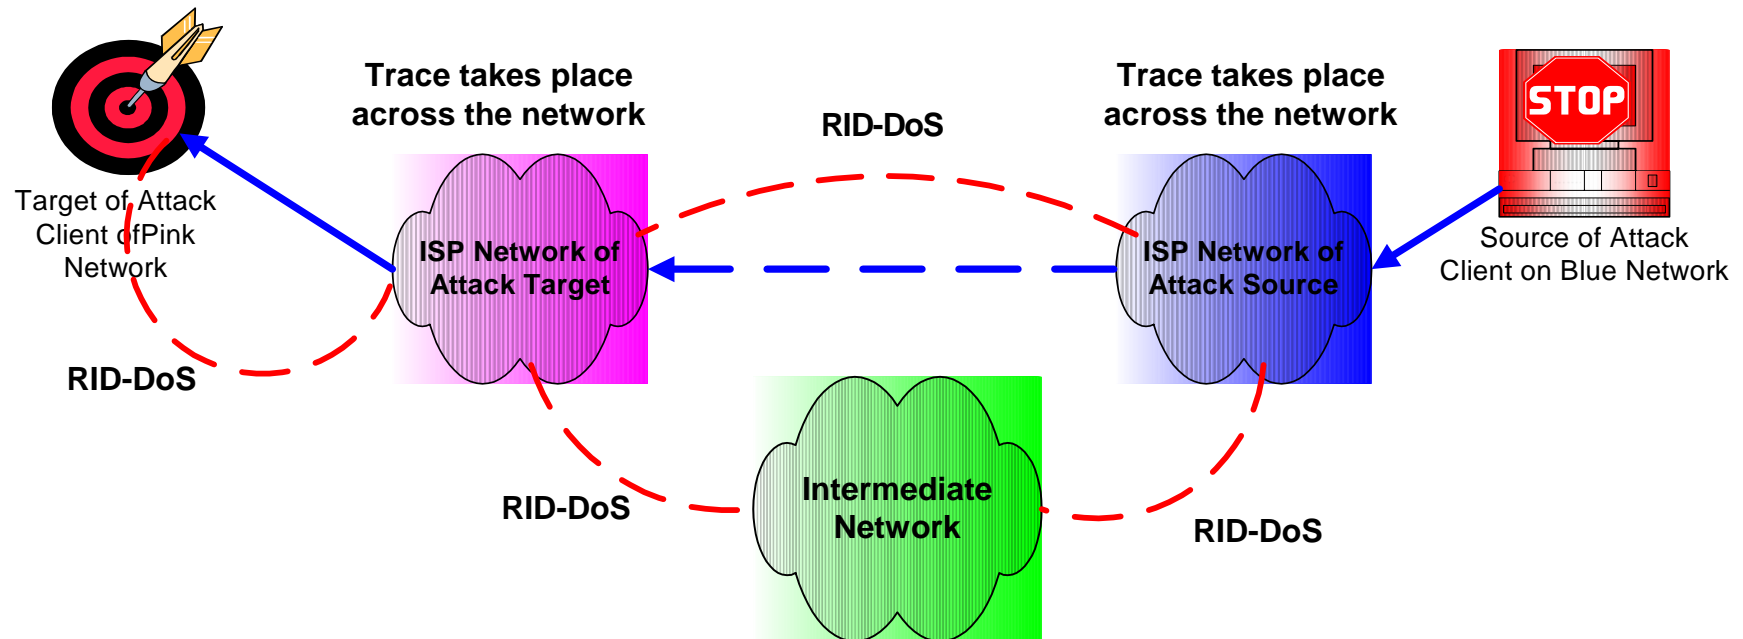 Trace takes place
across the network
Trace takes place
across the network
STOP
RID-DoS
Target of Attack
Client ofPink
Network
ISP Network of
Attack Target
ISP Network of
Attack Source
Source of Attack
Client on Blue Network
RID-DoS
RID-DoS
Intermediate
Network
RID-DoS